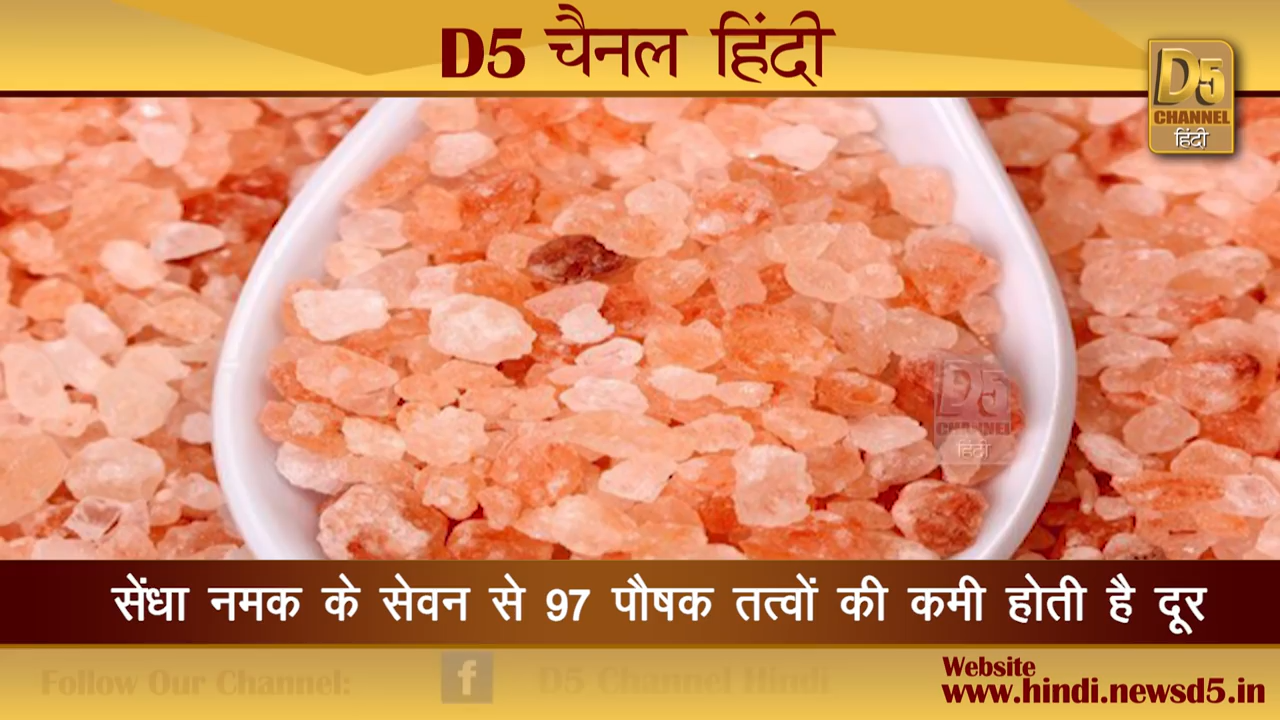 D5 चैनल हिंदी
D5
CHANNEL
हिंदी
D5
CHANNEL
हिंदी
सेंधा नमक के सेवन से 97 पौषक तत्वों की कमी होती है दूर
Follow Our Channel:
f
D5 Channel Hindi
Website
www.hindi.newsd5.in